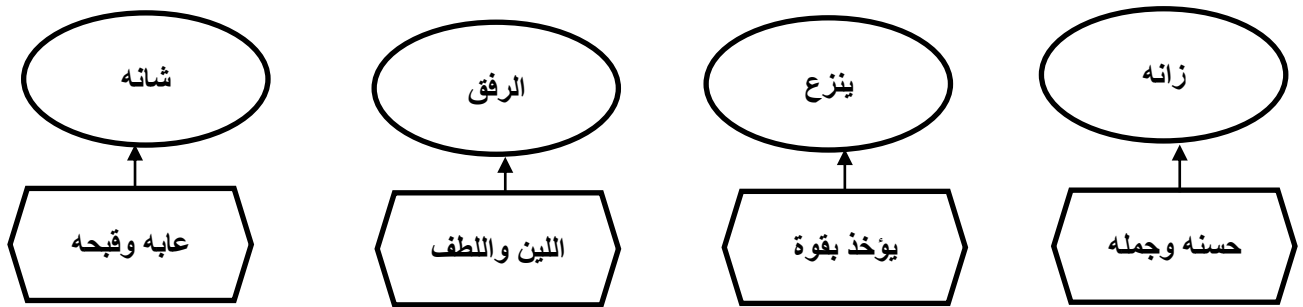 زانه
ينزع
الرفق
شانه
حسنه وجمله
يؤخذ بقوة
اللين واللطف
عابه وقبحه